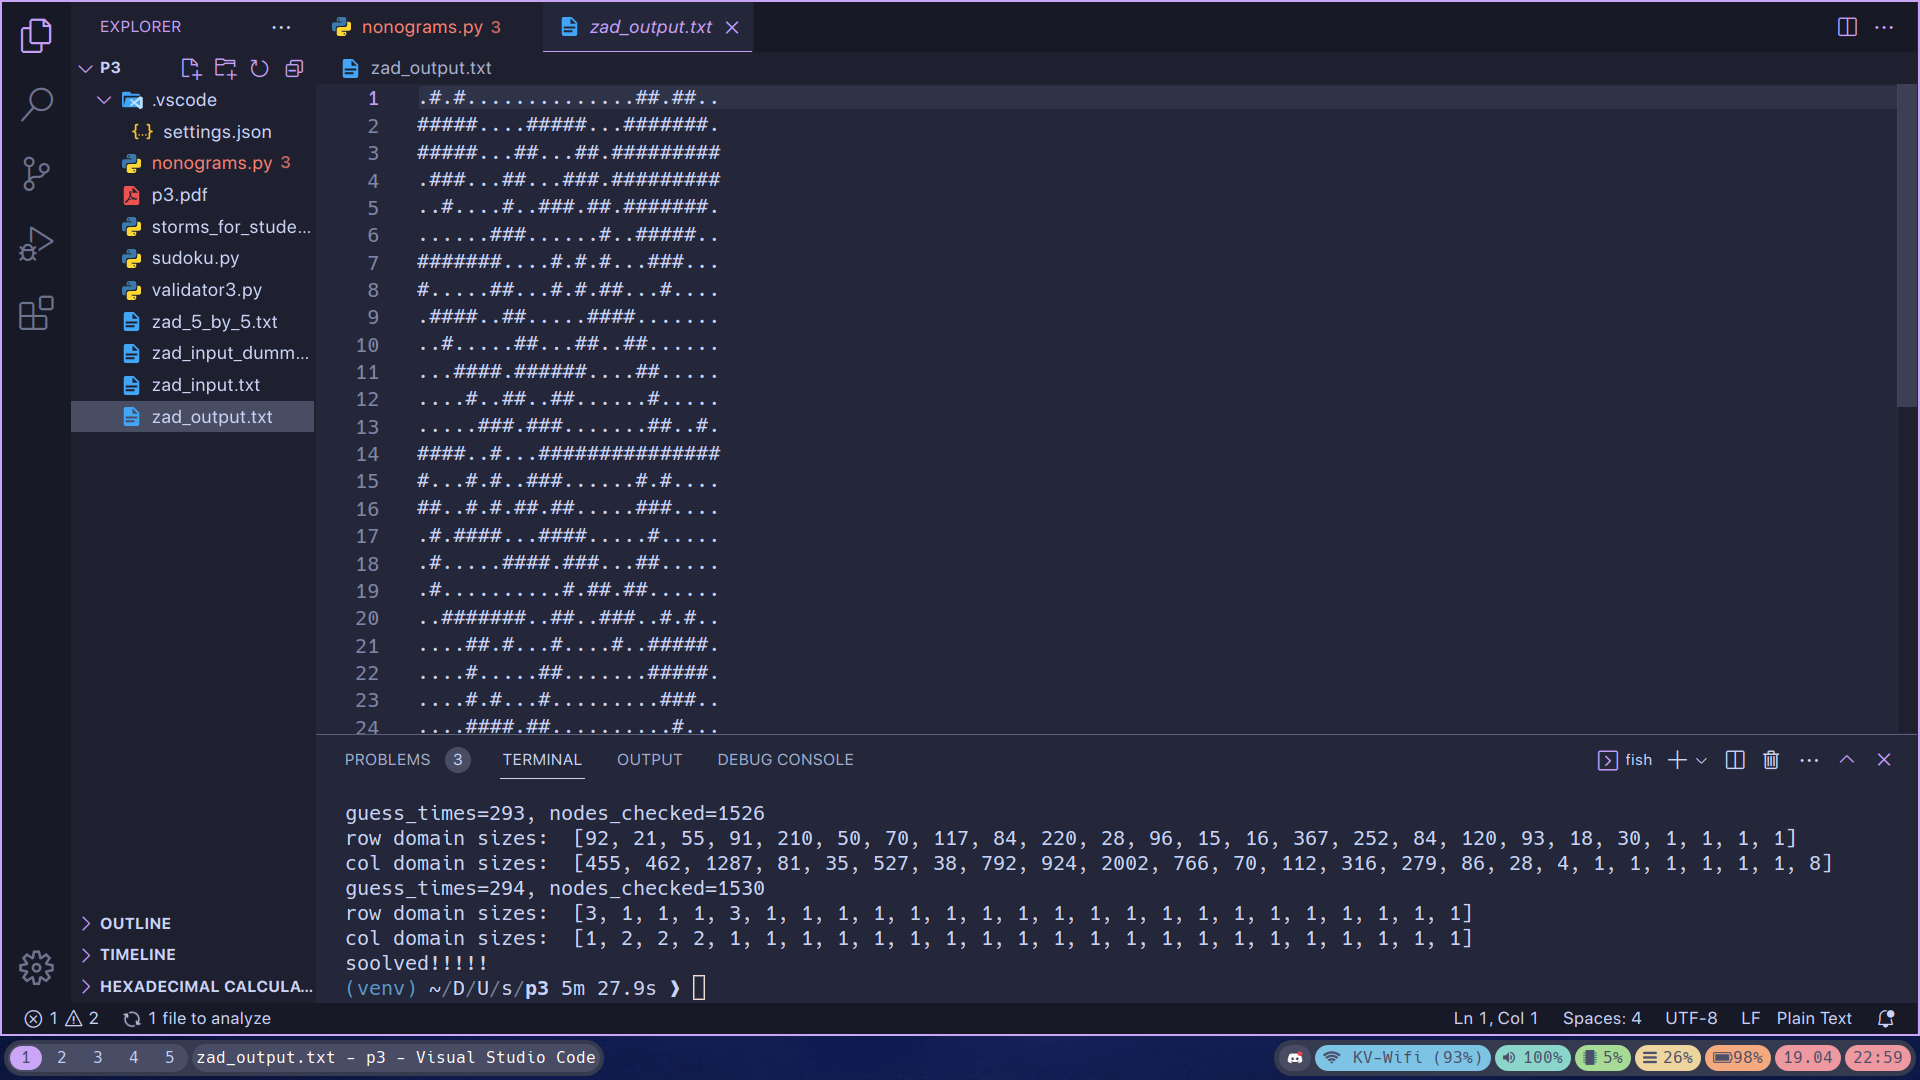 EXPLORER
nonograms.py 3
zad_output.txt
P3
zad_output.txt
.vscode
settings.json
nonograms.py 3
p3.pdf
storms_for_stude...
sudoku.py
validator3.py
zad_5_by_5.txt
zad_input_dumm...
zad_input.txt
zad_output.txt
OUTLINE
TIMELINE
HEXADECIMAL CALCULA...
1 .#.#..............##.##..
2 #####....#####...#######.
3 #####...##...##.#########
4 .###...##...###.#########
5 ..#....#..###.##.#######.
6 ......###......#..#####..
7 #######....#.#.#...###...
8 #.....##...#.#.##...#....
9 .####..##.....####.......
10 ..#.....##...##..##......
11 ...####.######....##.....
12 ....#..##..##......#.....
13 .....###.###.......##..#.
14 ####..#...###############
15 #...#.#..###......#.#....
16 ##..#.#.##.##.....###....
17 .#.####...####.....#.....
18 .#.....####.###...##.....
19 .#..........#.##.##......
20 ..#######..##..###..#.#..
21 ....##.#...#....#..#####.
22 ....#.....##.......#####.
23 ....#.#...#.........###..
24 ....####.##..........#...
PROBLEMS 3 TERMINAL OUTPUT DEBUG CONSOLE
fish
guess_times=293, nodes_checked=1526
row domain sizes:  [92, 21, 55, 91, 210, 50, 70, 117, 84, 220, 28, 96, 15, 16, 367, 252, 84, 120, 93, 18, 30, 1, 1, 1, 1]
col domain sizes:  [455, 462, 1287, 81, 35, 527, 38, 792, 924, 2002, 766, 70, 112, 316, 279, 86, 28, 4, 1, 1, 1, 1, 1, 1, 8]
guess_times=294, nodes_checked=1530
row domain sizes:  [3, 1, 1, 1, 3, 1, 1, 1, 1, 1, 1, 1, 1, 1, 1, 1, 1, 1, 1, 1, 1, 1, 1, 1, 1]
col domain sizes:  [1, 2, 2, 2, 1, 1, 1, 1, 1, 1, 1, 1, 1, 1, 1, 1, 1, 1, 1, 1, 1, 1, 1, 1, 1]
soolved!!!!!
(venv) ~/D/U/s/p3 5m 27.9s ❱
1 2 1 file to analyze
Ln 1, Col 1 Spaces: 4 UTF-8 LF Plain Text
1 2 3 4 5 zad_output.txt - p3 - Visual Studio Code
KV-Wifi (93%) 100% 5% 26% 98% 19.04 22:59